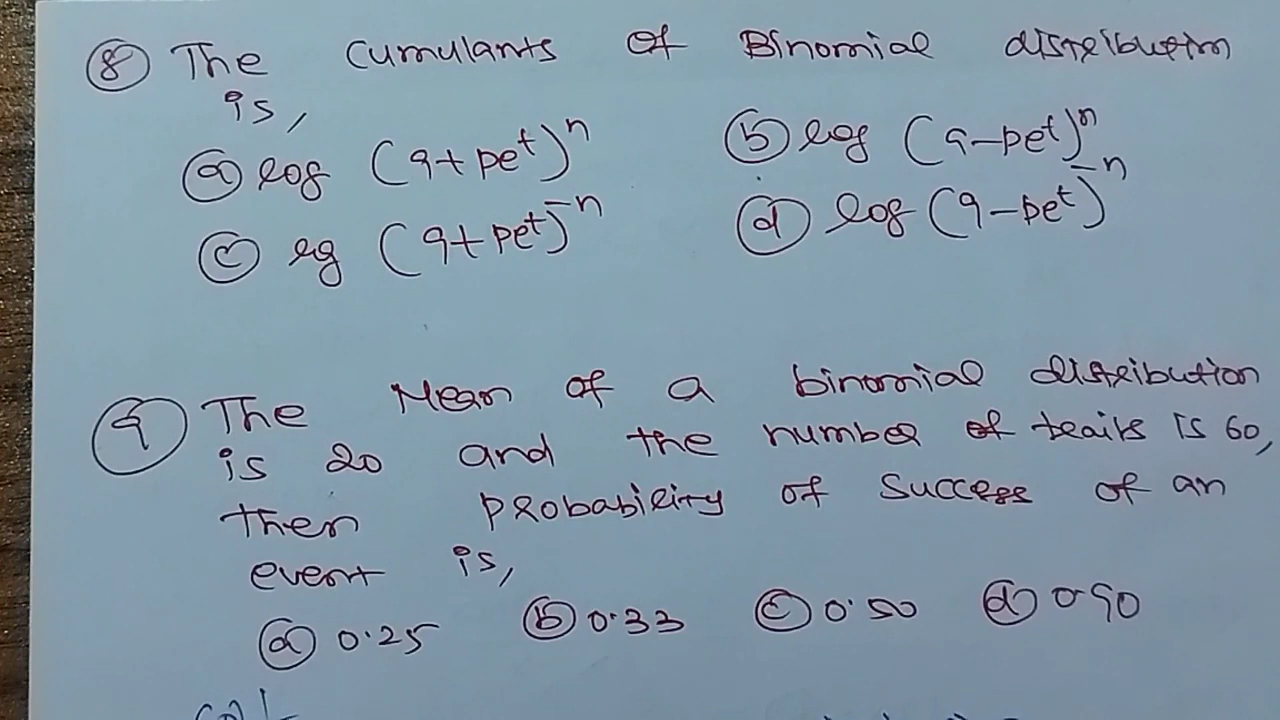 ⑧ The Cumulants of Binomial distribution
is,
ⓐ log (q+pe^t)^n ⓑ log (q-pe^t)^n
ⓒ log (q+pe^t)^-n ⓓ log (q-pe^t)^-n
⑨ The Mean of a binomial distribution
is 20 and the number of trails is 60,
then probability of success of an
event is,
ⓐ 0.25 ⓑ 0.33 ⓒ 0.50 ⓓ 0.90